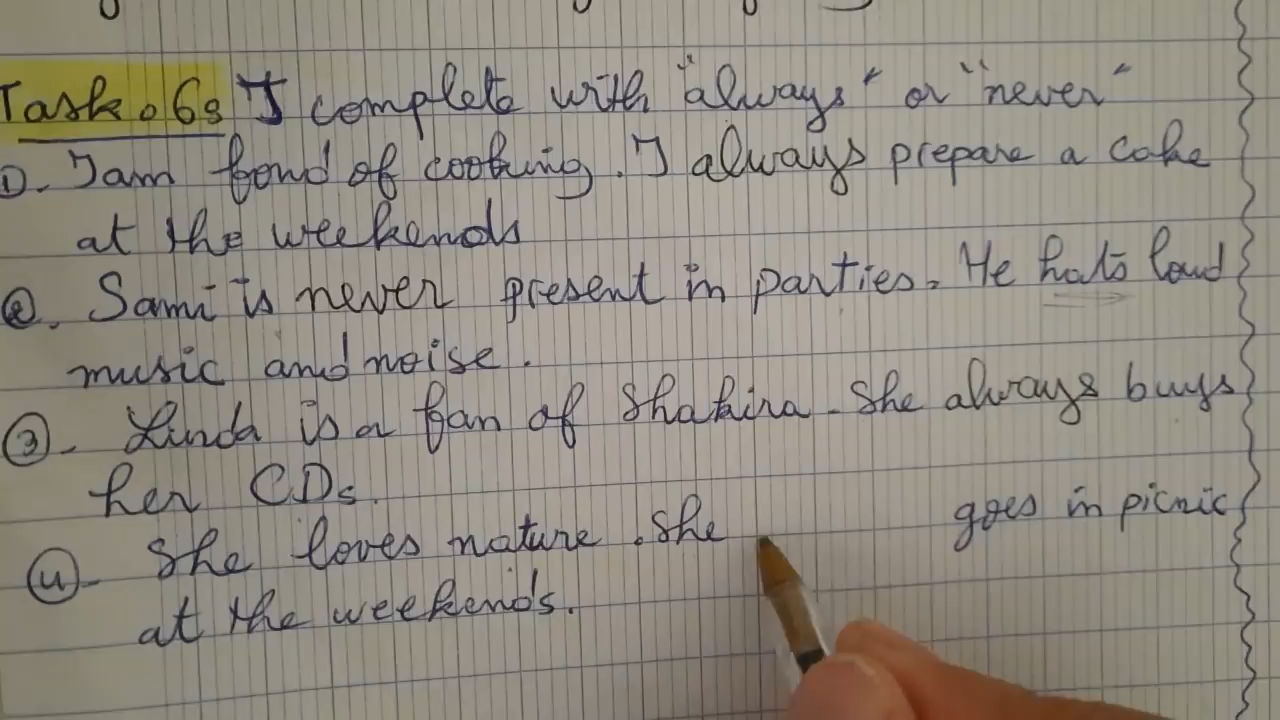 Task 06: I complete with "always" or "never"
①. I am fond of cooking. I always prepare a cake
at the weekends
②. Sami is never present in parties. He hats loud
music and noise.
③. Linda is a fan of Shakira. She always buys
her CDs.
④. She loves nature. She goes in picnic
at the weekends.